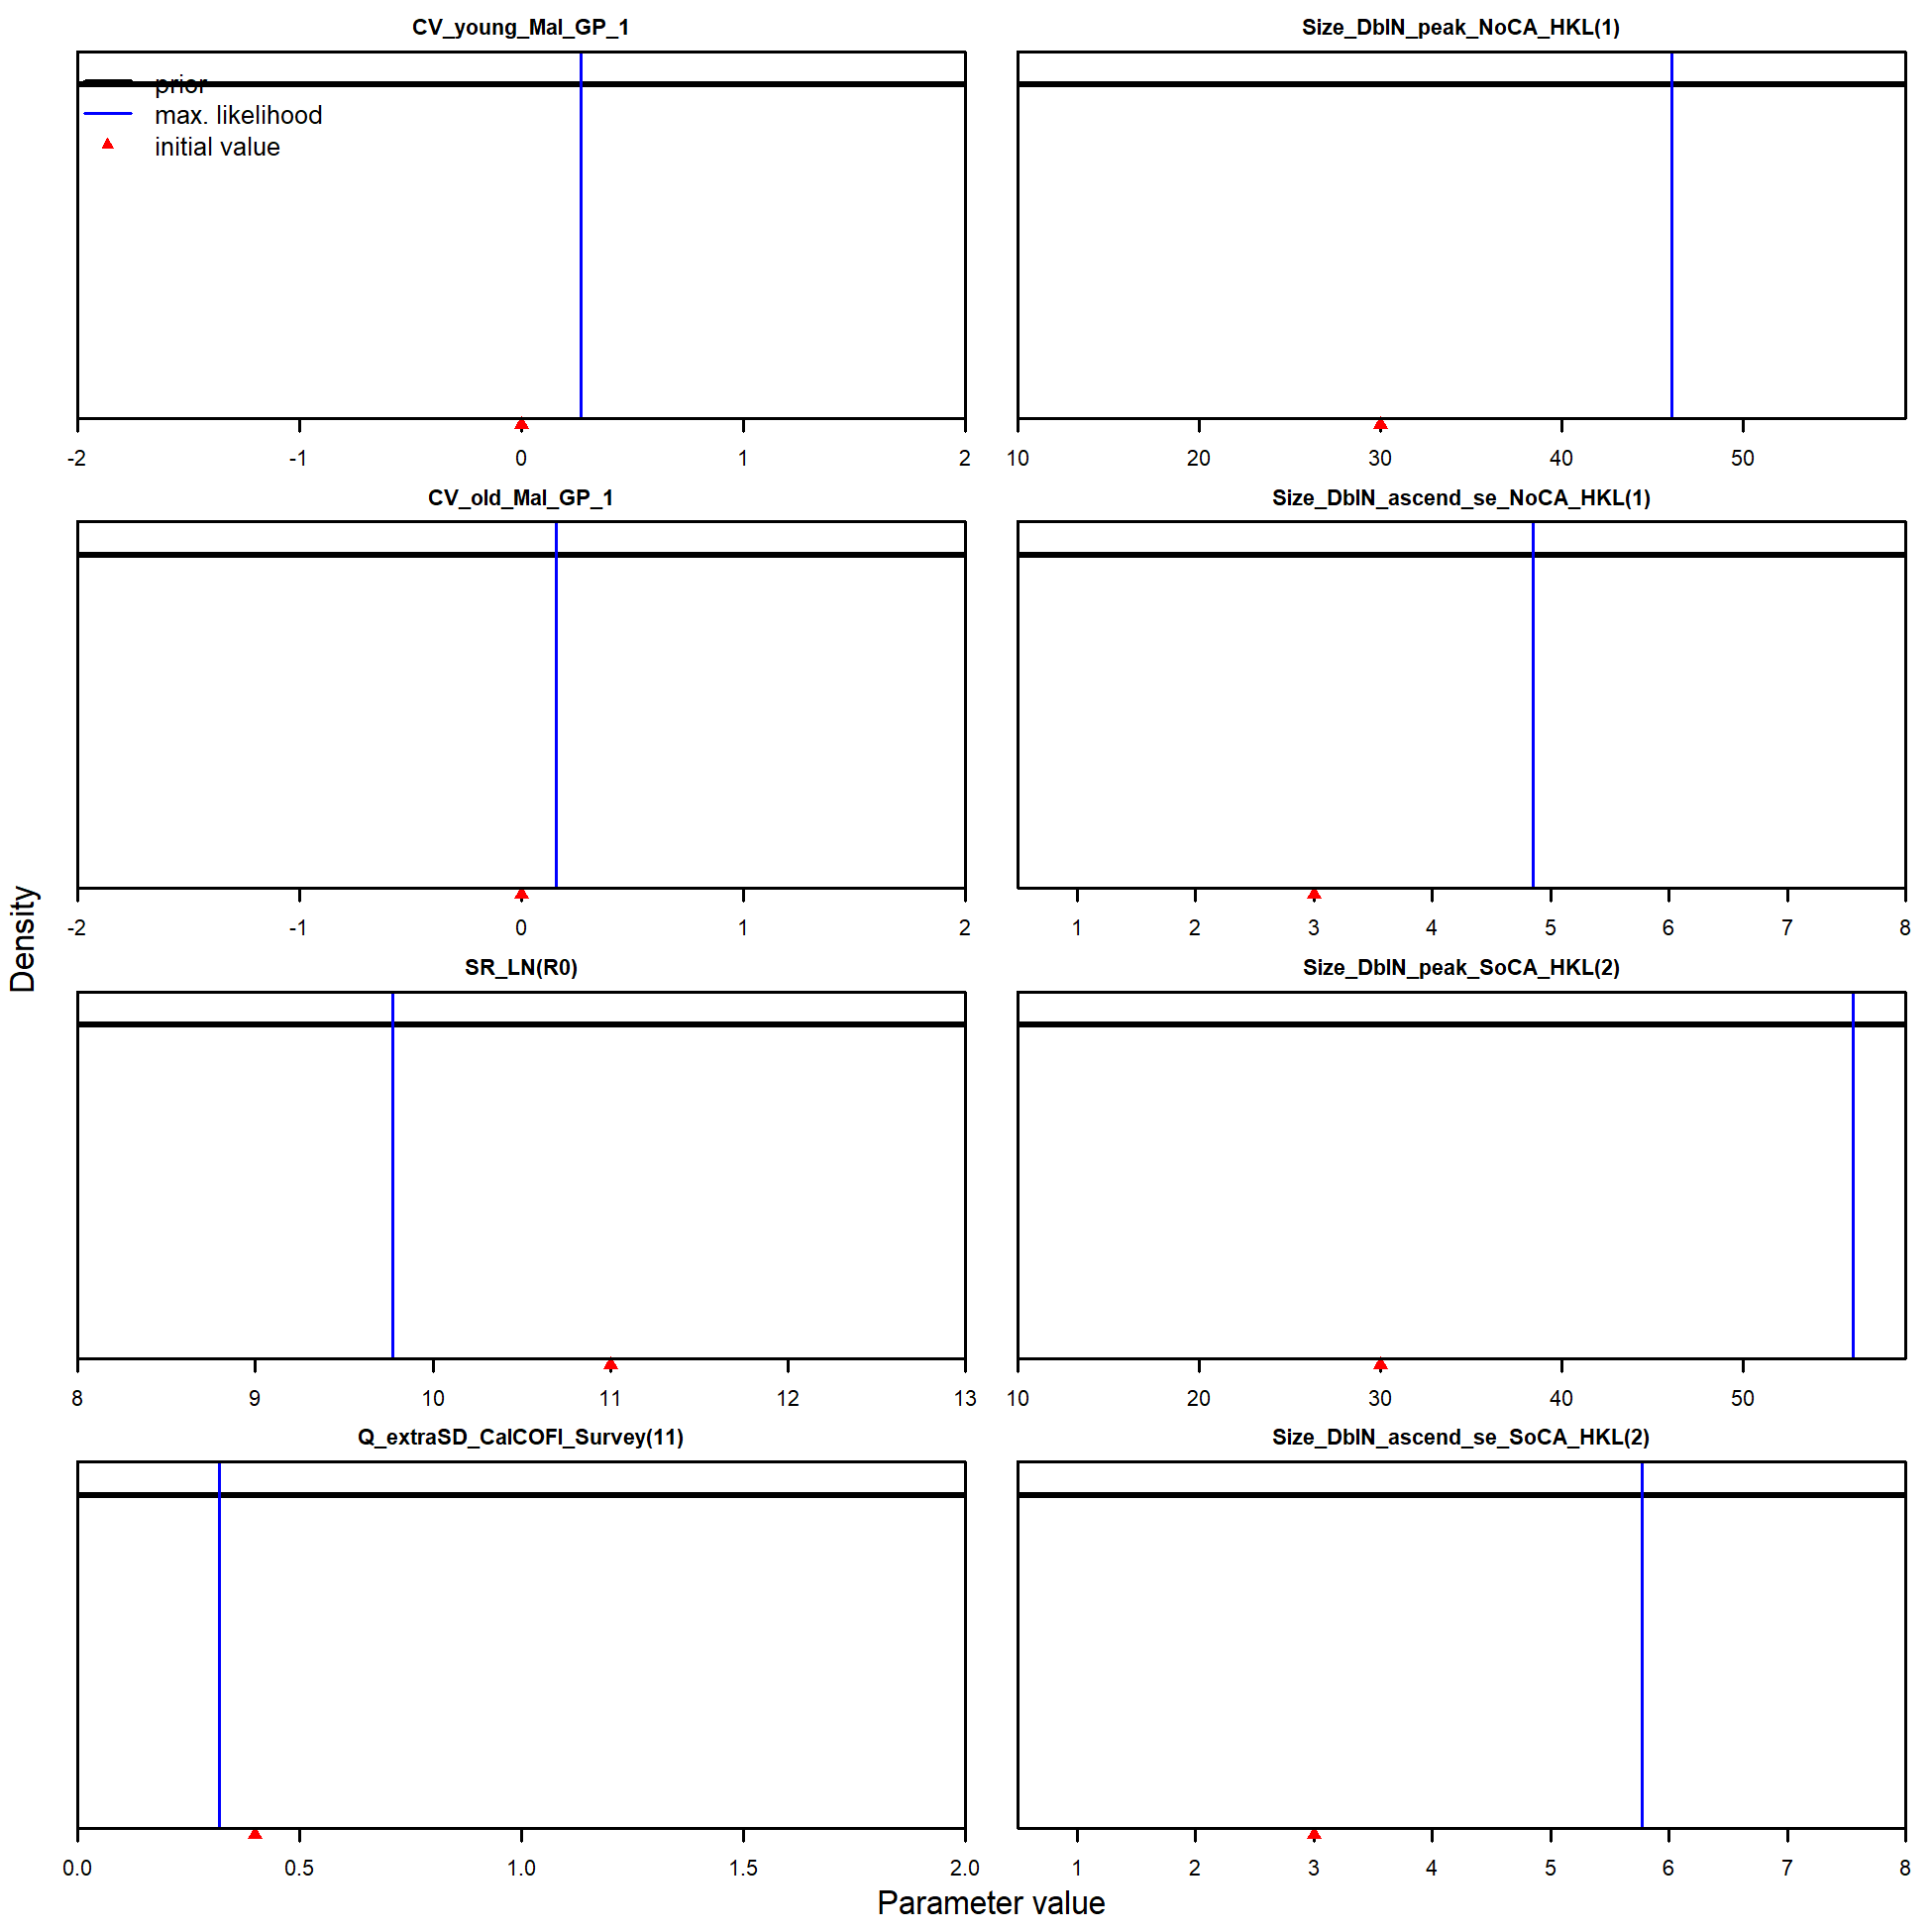 CV_young_Mal_GP_1
prior
max. likelihood
initial value
-2 -1 0 1 2
Size_DblN_peak_NoCA_HKL(1)
10 20 30 40 50
CV_old_Mal_GP_1
-2 -1 0 1 2
Size_DblN_ascend_se_NoCA_HKL(1)
1 2 3 4 5 6 7 8
SR_LN(R0)
8 9 10 11 12 13
Size_DblN_peak_SoCA_HKL(2)
10 20 30 40 50
Q_extraSD_CalCOFI_Survey(11)
0.0 0.5 1.0 1.5 2.0
Size_DblN_ascend_se_SoCA_HKL(2)
1 2 3 4 5 6 7 8
Density
Parameter value